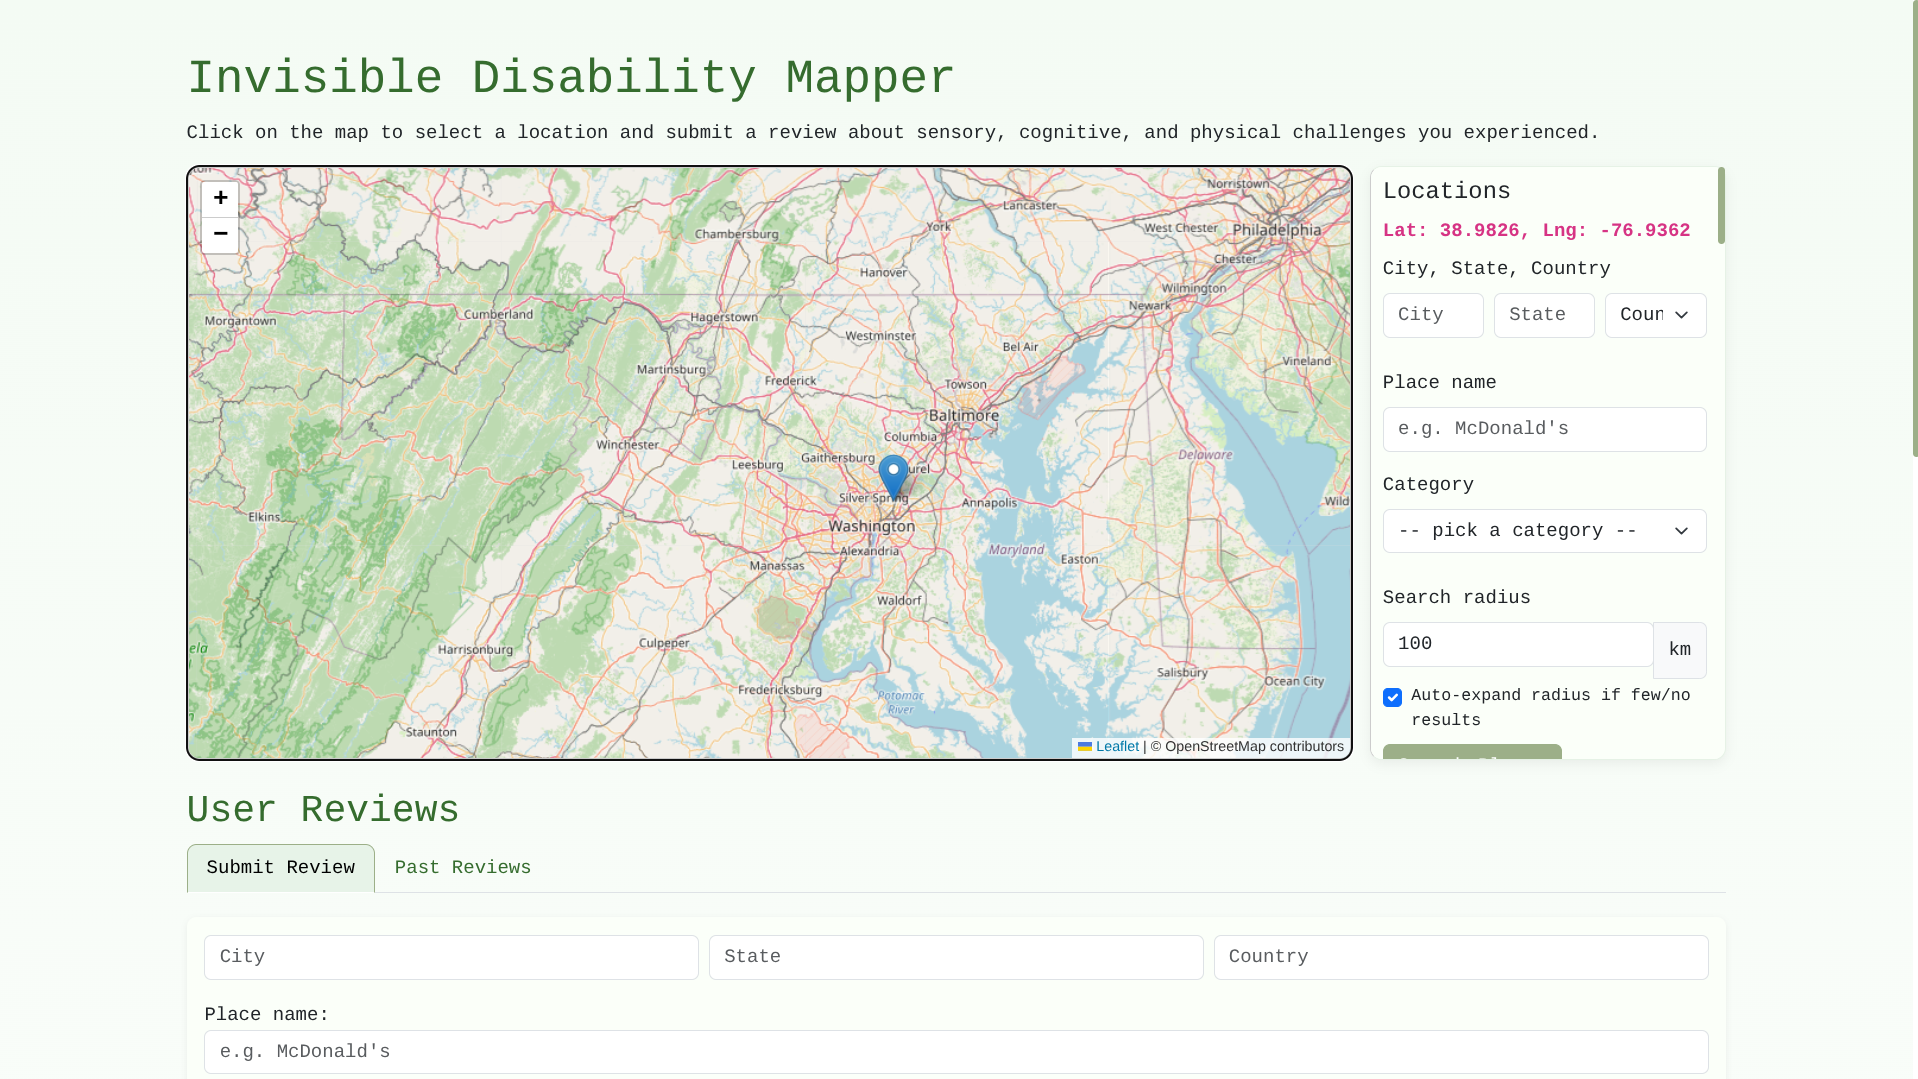 Invisible Disability Mapper
Click on the map to select a location and submit a review about sensory, cognitive, and physical challenges you experienced.
+
−
Norristown
Lancaster
Chambersburg
York
West Chester
Philadelphia
Chester
Hanover
Wilmington
Newark
Morgantown
Cumberland
Hagerstown
Westminster
Bel Air
Vineland
Martinsburg
Frederick
Towson
Baltimore
Columbia
Winchester
Gaithersburg
Leesburg
Delaware
Silver Spring
Annapolis
Elkins
Washington
Alexandria
Maryland
Easton
Manassas
Waldorf
Culpeper
Harrisonburg
Salisbury
Ocean City
Fredericksburg
Potomac
River
Staunton
Leaflet | © OpenStreetMap contributors
Locations
Lat: 38.9826, Lng: -76.9362
City, State, Country
City State Coun
Place name
e.g. McDonald's
Category
-- pick a category --
Search radius
100 km
Auto-expand radius if few/no
results
User Reviews
Submit Review Past Reviews
City State Country
Place name:
e.g. McDonald's